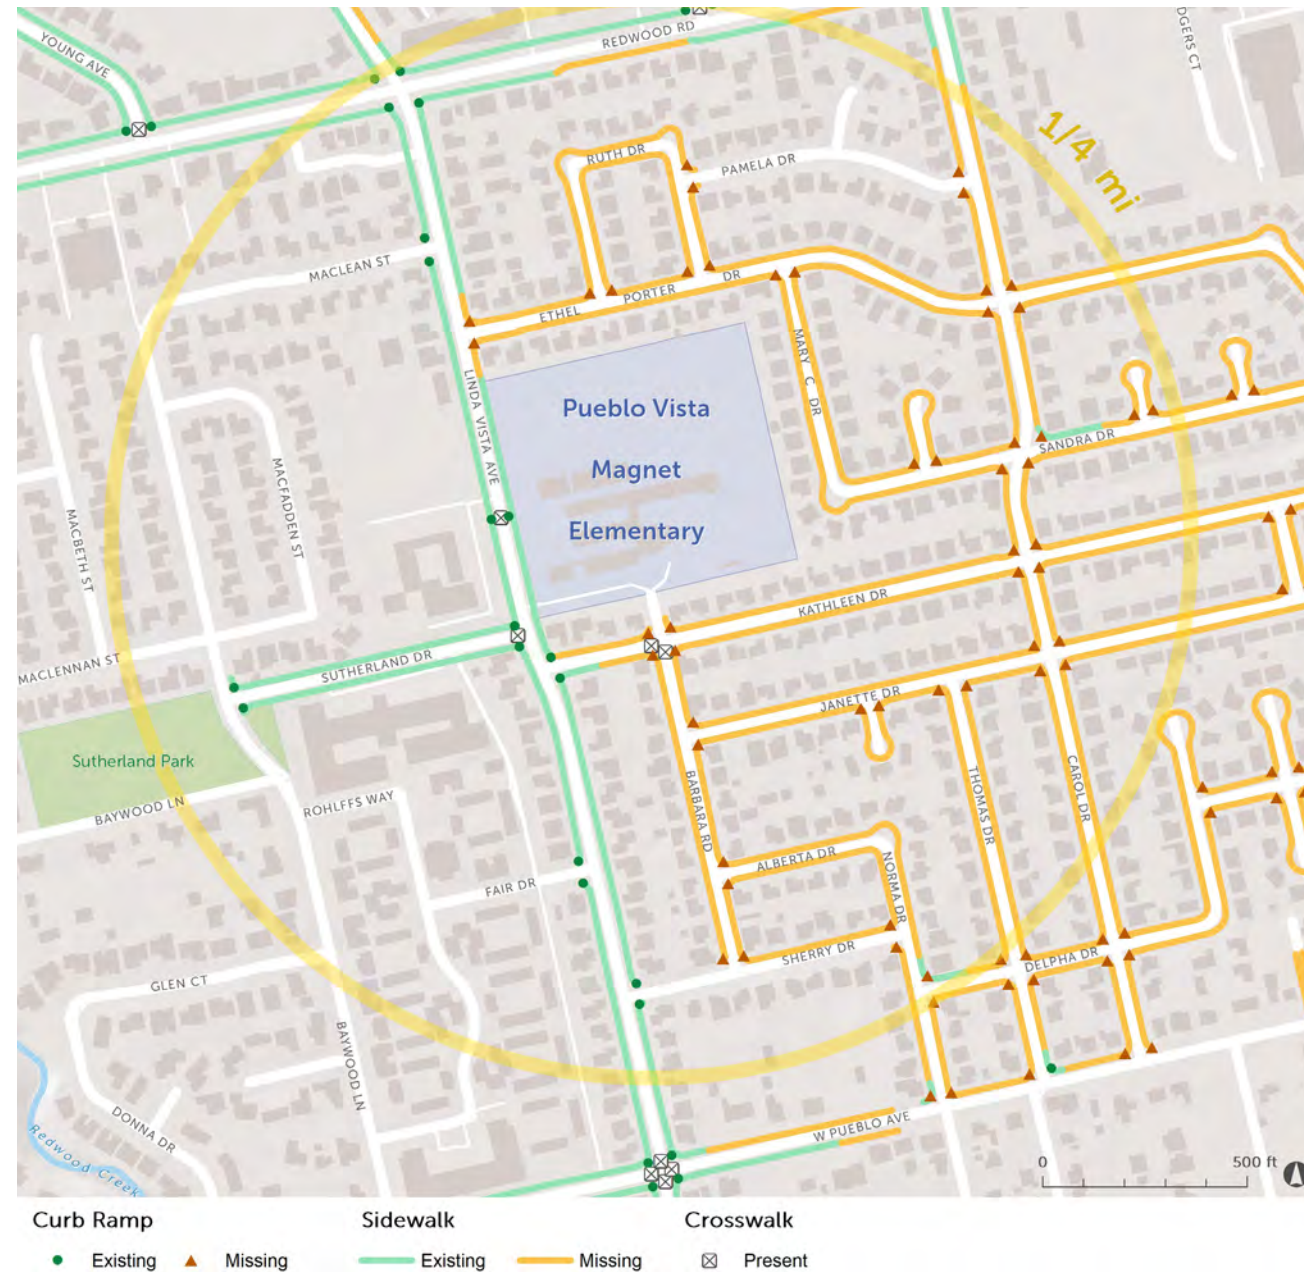 YOUNG AVE
REDWOOD RD
DGERS CT
1/4 mi
RUTH DR
PAMELA DR
MACLEAN ST
ETHEL PORTER DR
MARY C DR
LINDA VISTA AVE
Pueblo Vista
Magnet
Elementary
SANDRA DR
MACFADDEN ST
MACBETH ST
KATHLEEN DR
MACLENNAN ST
SUTHERLAND DR
JANETTE DR
Sutherland Park
BAYWOOD LN
ROHLFFS WAY
BARBARA RD
THOMAS DR
CAROL DR
ALBERTA DR
NORMA DR
FAIR DR
SHERRY DR
DELPHA DR
GLEN CT
BAYWOOD LN
DONNA DR
Redwood Creek
W PUEBLO AVE
0 500 ft
Curb Ramp Sidewalk Crosswalk
Existing Missing Existing Missing Present